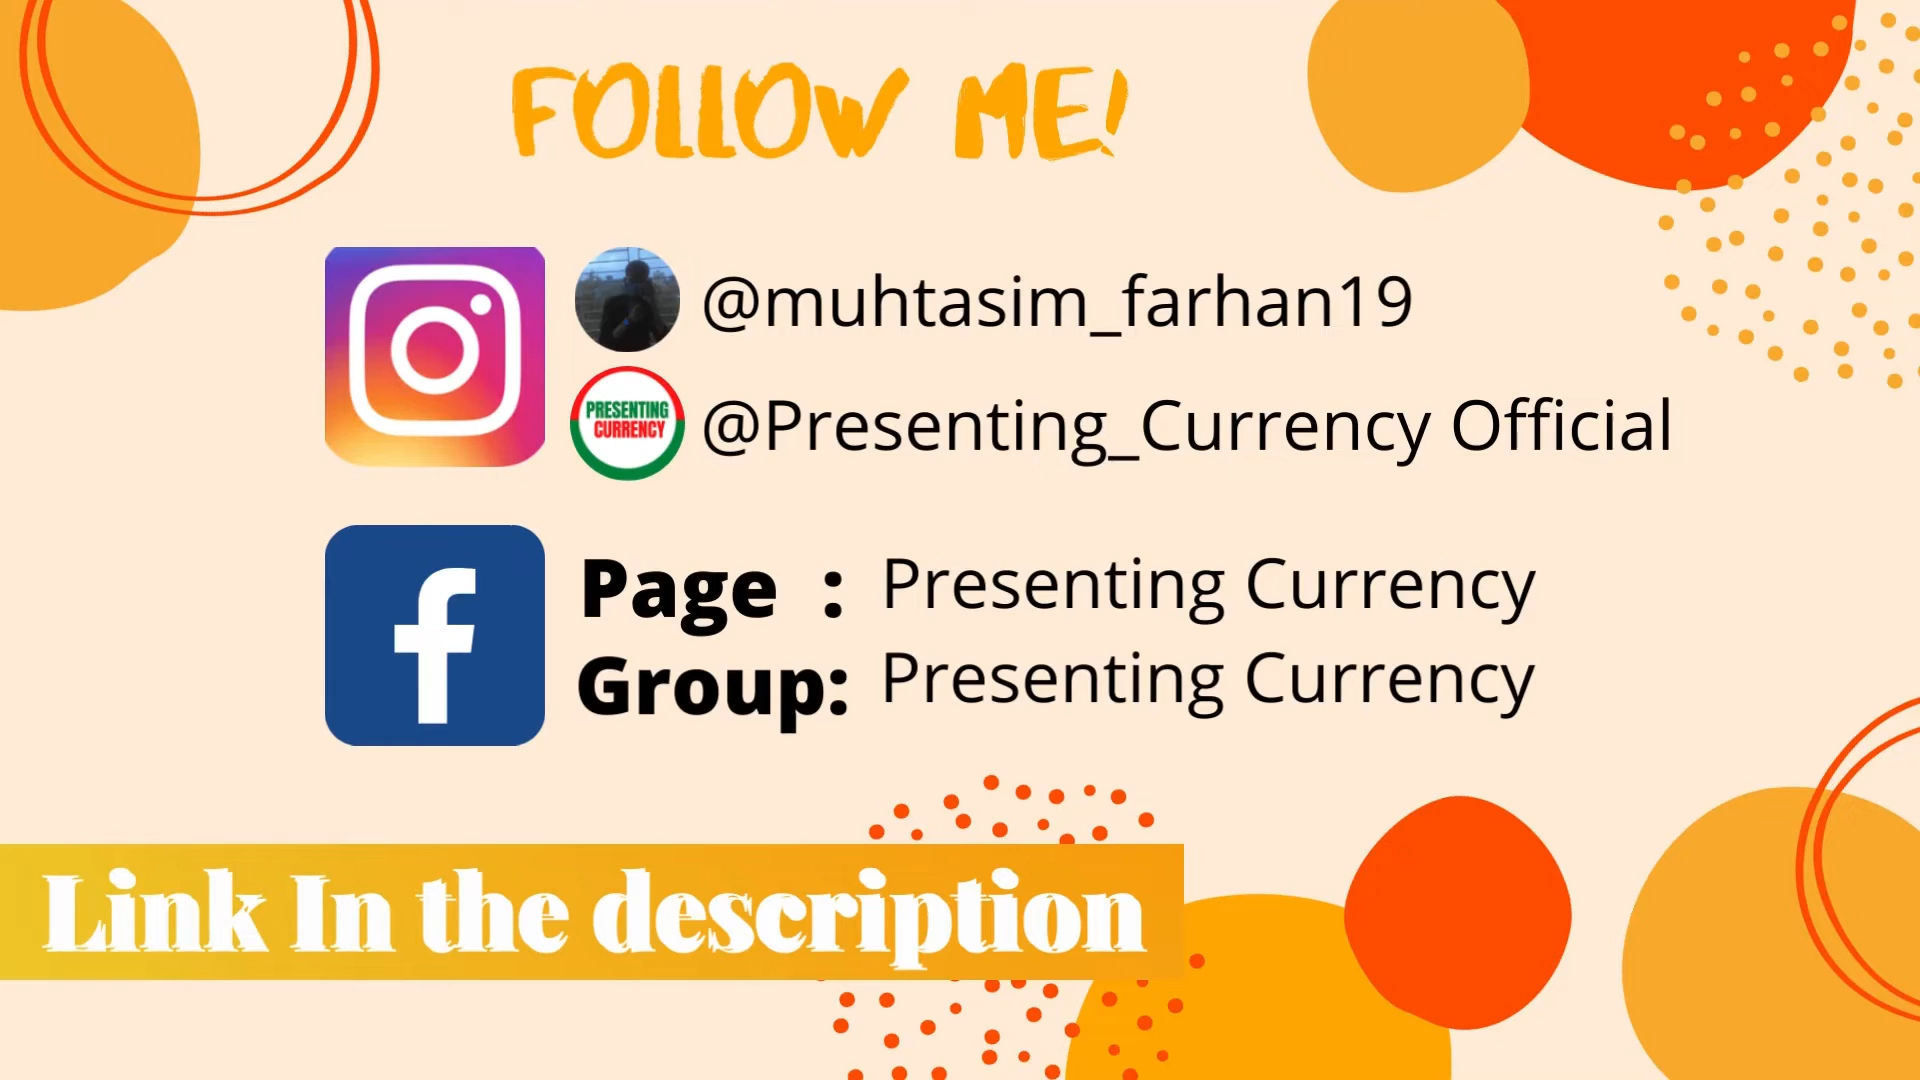 FOLLOW ME!
@muhtasim_farhan19
PRESENTING
CURRENCY
@Presenting_Currency Official
Page : Presenting Currency
Group: Presenting Currency
Link In the description